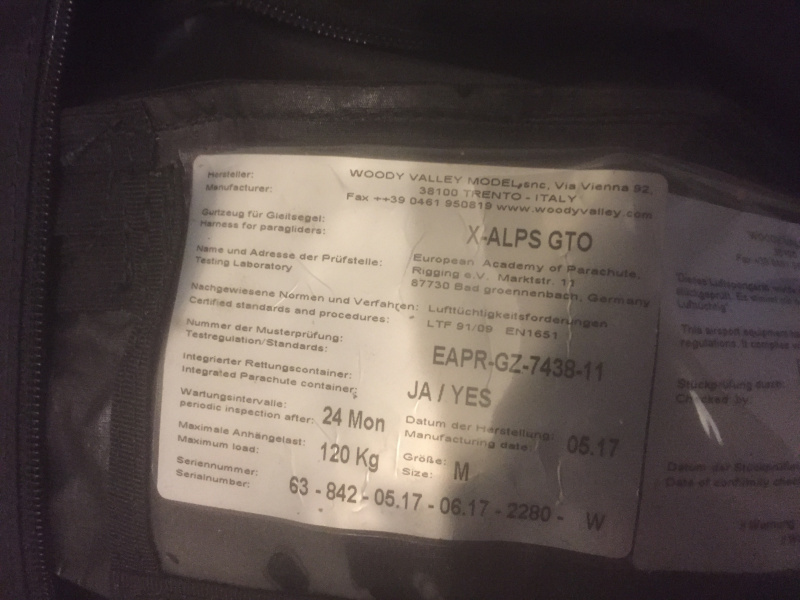 Hersteller:
Manufacturer:
WOODY VALLEY MODEL,snc, Via Vienna 92,
38100 TRENTO - ITALY
Fax ++39 0461 950819 www.woodyvalley.com
Gurtzeug für Gleitsegel:
Harness for paragliders:
X-ALPS GTO
Name und Adresse der Prüfstelle:
Testing Laboratory
European Academy of Parachute,
Rigging e.V. Marktstr. 11
87730 Bad groennenbach, Germany
Nachgewiesene Normen und Verfahren:
Certified standards and procedures:
Lufttüchtigkeitsforderungen
LTF 91/09 EN1651
Nummer der Musterprüfung:
Testregulation/Standards:
EAPR-GZ-7438-11
Integrierter Rettungscontainer:
Integrated Parachute container:
JA / YES
Wartungsintervalle:
periodic inspection after:
24 Mon
Datum der Herstellung:
Manufacturing date:
05.17
Maximale Anhängelast:
Maximum load:
120 Kg
Größe:
Size:
M
Seriennummer:
Serialnumber:
63 - 842 - 05.17 - 06.17 - 2280 - W
This airsport equipment
regulations. It complies
Stückprüfung durch:
Checked by:
Datum der Stückprüfung
Date of conformity check